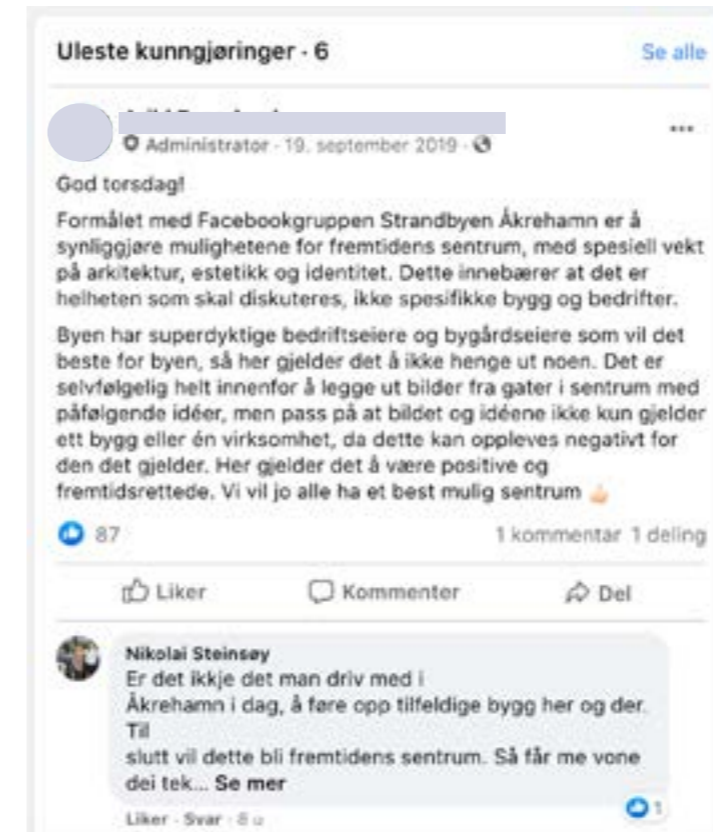 Uleste kunngjøringer · 6
Se alle
Administrator · 19. september 2019 ·
God torsdag!
Formålet med Facebookgruppen Strandbyen Åkrehamn er å
synliggjøre mulighetene for fremtidens sentrum, med spesiell vekt
på arkitektur, estetikk og identitet. Dette innebærer at det er
helheten som skal diskuteres, ikke spesifikke bygg og bedrifter.
Byen har superdyktige bedriftseiere og bygårdseiere som vil det
beste for byen, så her gjelder det å ikke henge ut noen. Det er
selvfølgelig helt innenfor å legge ut bilder fra gater i sentrum med
påfølgende idéer, men pass på at bildet og idéene ikke kun gjelder
ett bygg eller én virksomhet, da dette kan oppleves negativt for
den det gjelder. Her gjelder det å være positive og
fremtidsrettede. Vi vil jo alle ha et best mulig sentrum
87
1 kommentar 1 deling
Liker
Kommenter
Del
Nikolai Steinsøy
Er det ikkje det man driv med i
Åkrehamn i dag, å føre opp tilfeldige bygg her og der.
Til
slutt vil dette bli fremtidens sentrum. Så får me vone
dei tek... Se mer
Liker · Svar · 8 u
1